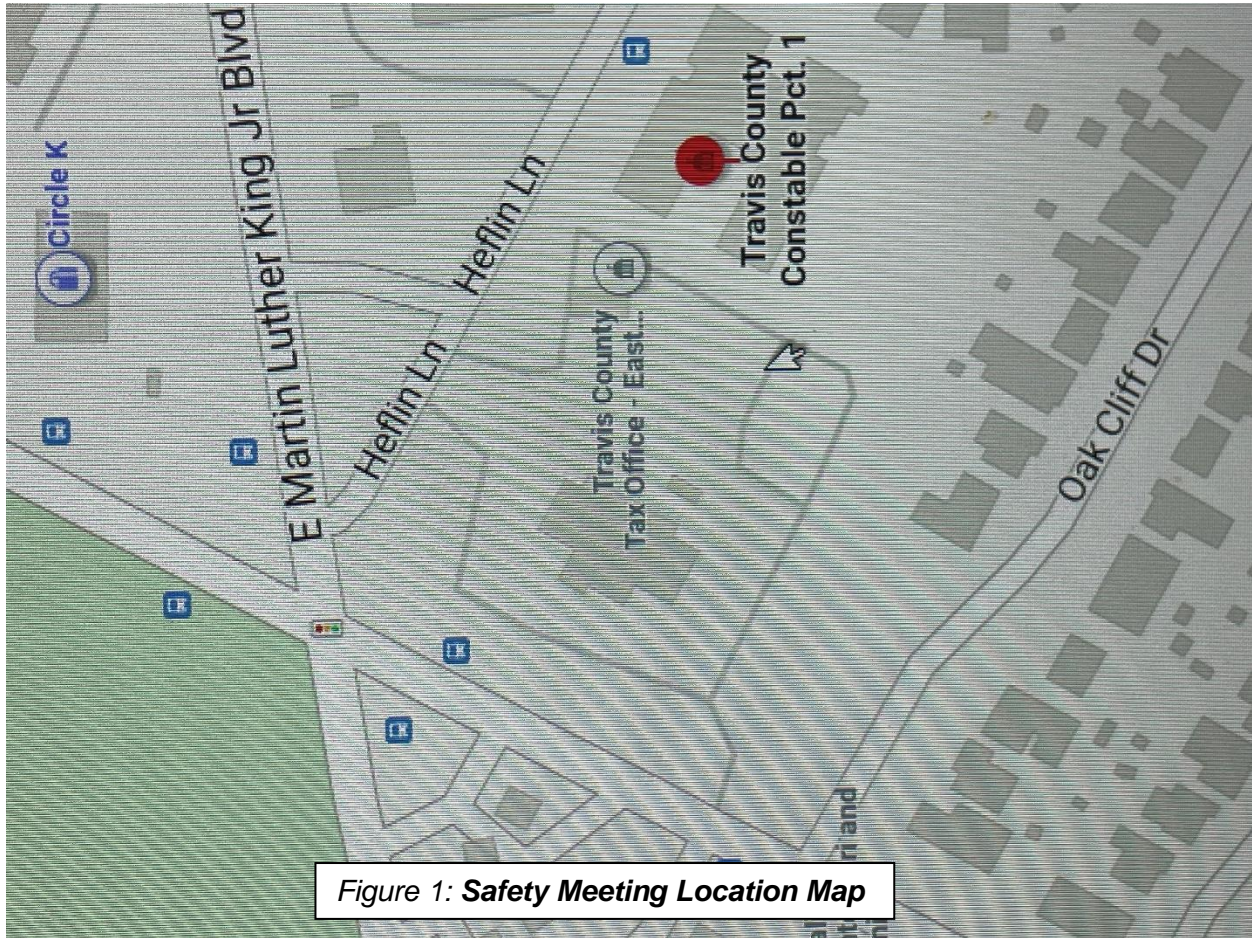 Circle K
E Martin Luther King Jr Blvd
Heflin Ln
Heflin Ln
Travis County
Constable Pct. 1
Travis County
Tax Office - East...
Oak Cliff Dr
Figure 1: Safety Meeting Location Map